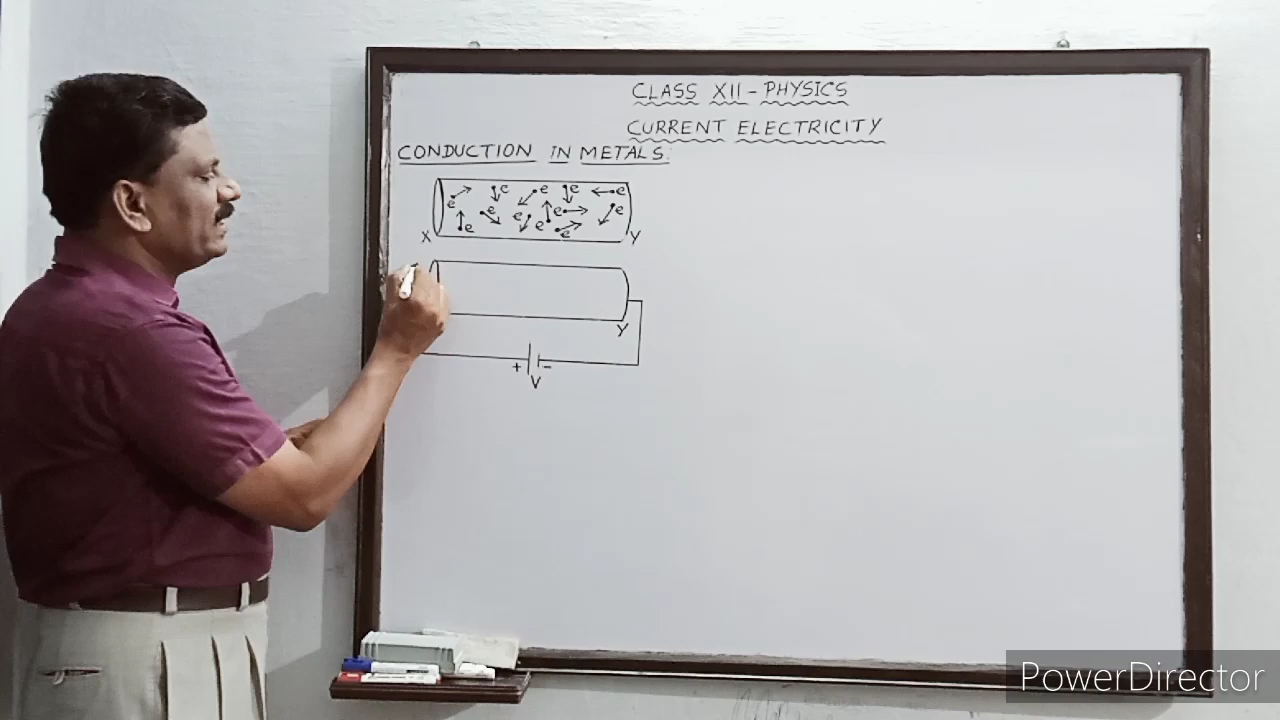 CLASS XII - PHYSICS
CURRENT ELECTRICITY
CONDUCTION IN METALS.
e e e e e
e e e e e
e e e
X Y
Y
+ -
V
PowerDirector